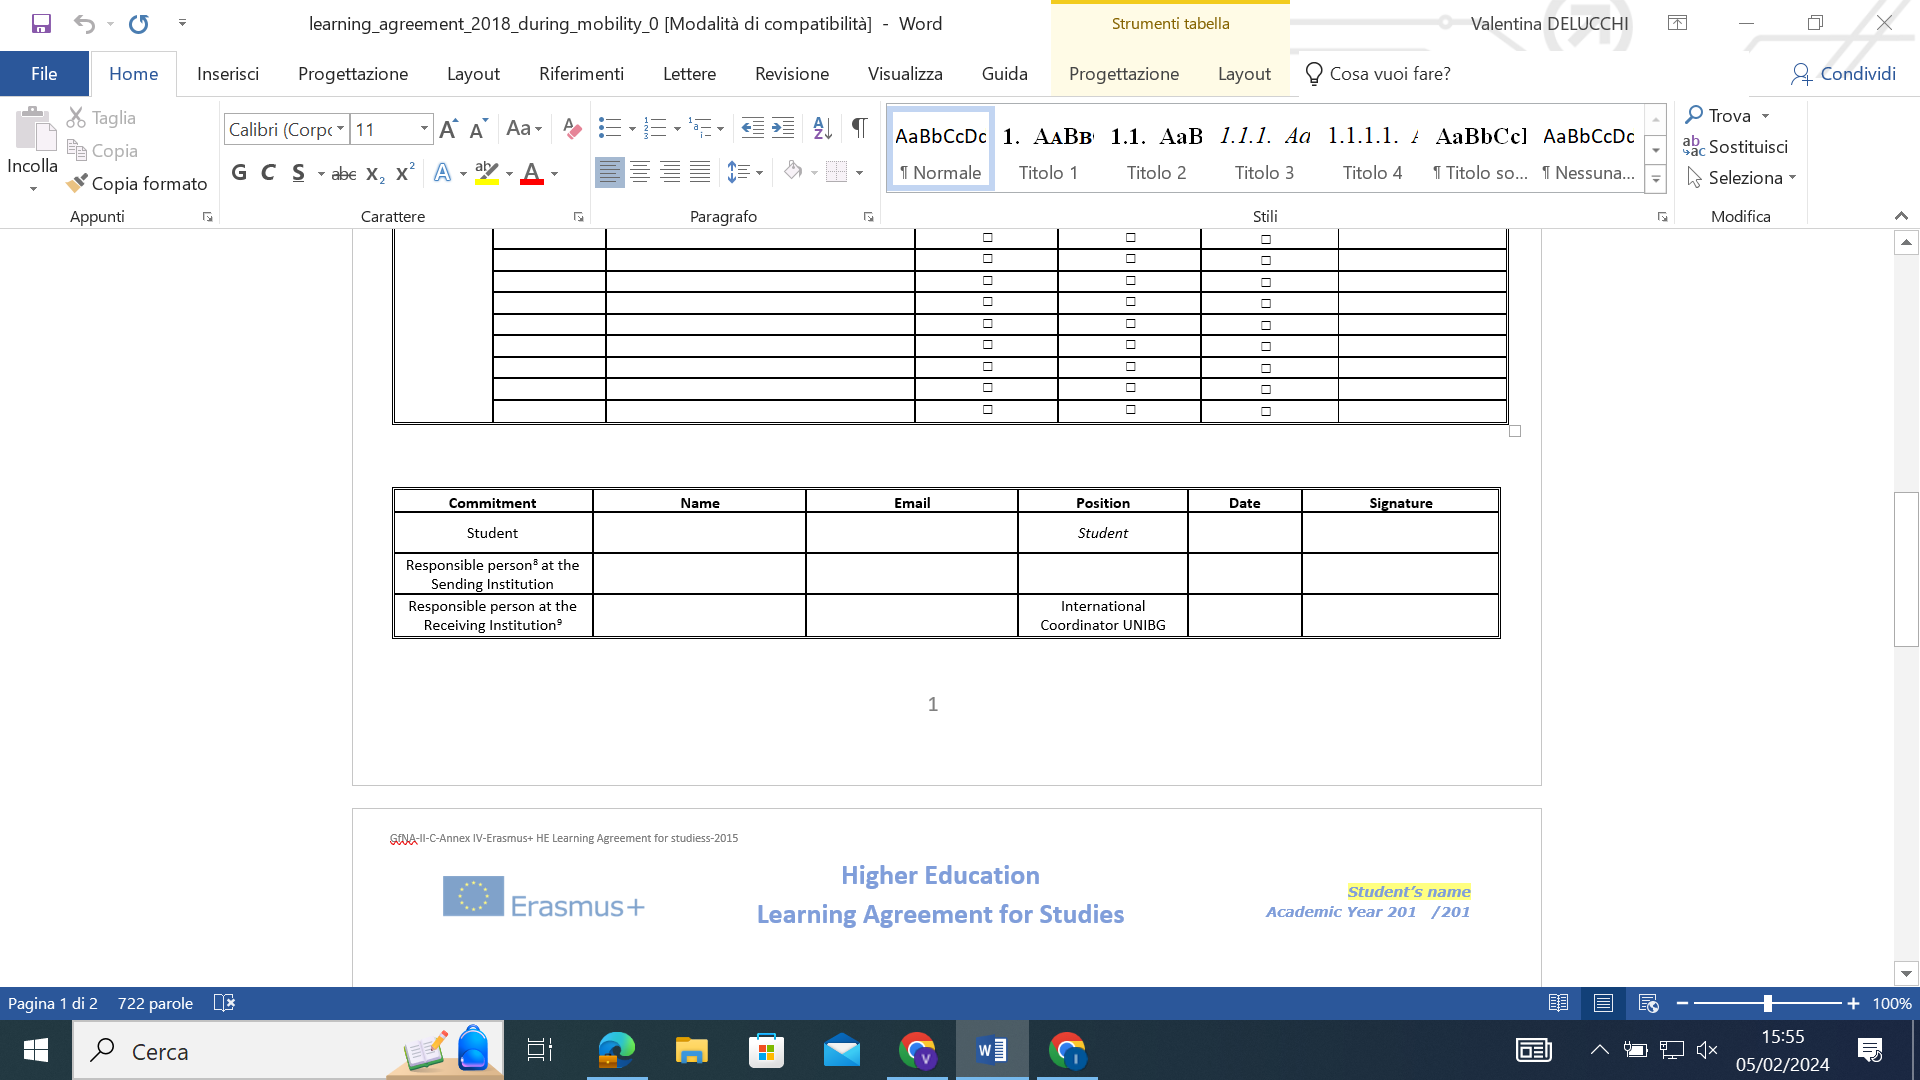 learning_agreement_2018_during_mobility_0 [Modalità di compatibilità] - Word
Strumenti tabella
Valentina DELUCCHI
File Home Inserisci Progettazione Layout Riferimenti Lettere Revisione Visualizza Guida Progettazione Layout Cosa vuoi fare? Condividi
Incolla
Taglia
Copia
Copia formato
Appunti
Calibri (Corpo 11
Aa
G C S abc x₂ x²
Carattere
Paragrafo
AaBbCcDc 1. AaBb 1.1. AaB 1.1.1. Aa 1.1.1.1. A AaBbCcI AaBbCcDc
¶ Normale Titolo 1 Titolo 2 Titolo 3 Titolo 4 ¶ Titolo so... ¶ Nessuna...
Stili
Trova
Sostituisci
Seleziona
Modifica
Commitment Name Email Position Date Signature
Student Student
Responsible person⁸ at the
Sending Institution
Responsible person at the
Receiving Institution⁹
International
Coordinator UNIBG
1
GfNA-II-C-Annex IV-Erasmus+ HE Learning Agreement for studiess-2015
Higher Education
Learning Agreement for Studies
Erasmus+
Student's name
Academic Year 201 /201
Pagina 1 di 2 722 parole 100%
Cerca
15:55
05/02/2024